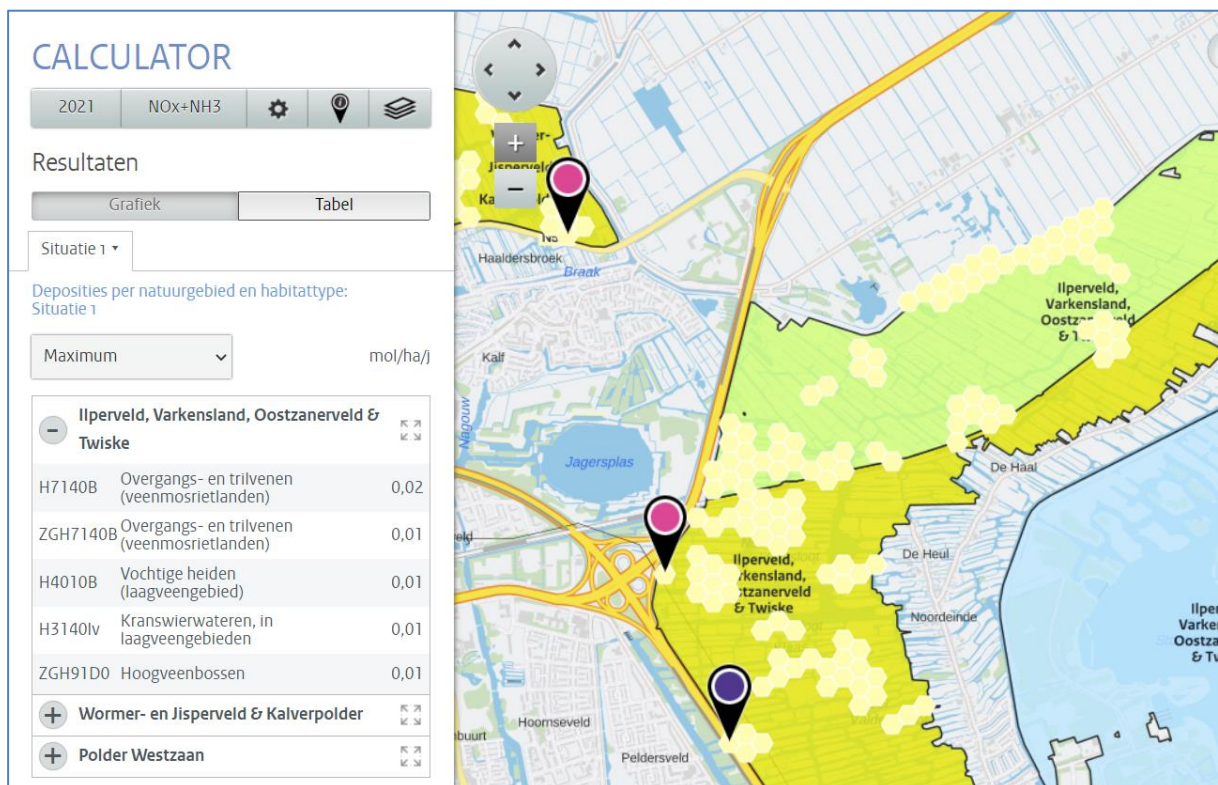 CALCULATOR
2021
NOx+NH3
Resultaten
Grafiek
Tabel
Situatie 1
Deposities per natuurgebied en habitattype:
Situatie 1
Maximum
mol/ha/j
Ilperveld, Varkensland, Oostzanerveld &
Twiske
H7140B Overgangs- en trilvenen
(veenmosrietlanden) 0,02
ZGH7140B Overgangs- en trilvenen
(veenmosrietlanden) 0,01
H4010B Vochtige heiden
(laagveengebied) 0,01
H3140lv Kranswierwateren, in
laagveengebieden 0,01
ZGH91D0 Hoogveenbossen 0,01
Wormer- en Jisperveld & Kalverpolder
Polder Westzaan
Haaldersbroek
Braak
Kalf
Jagersplas
Ilperveld,
Varkensland,
Oostzanerveld
De Haal
De Heul
Noordeinde
Ilperveld,
& Twiske
Hoornseveld
Peldersveld